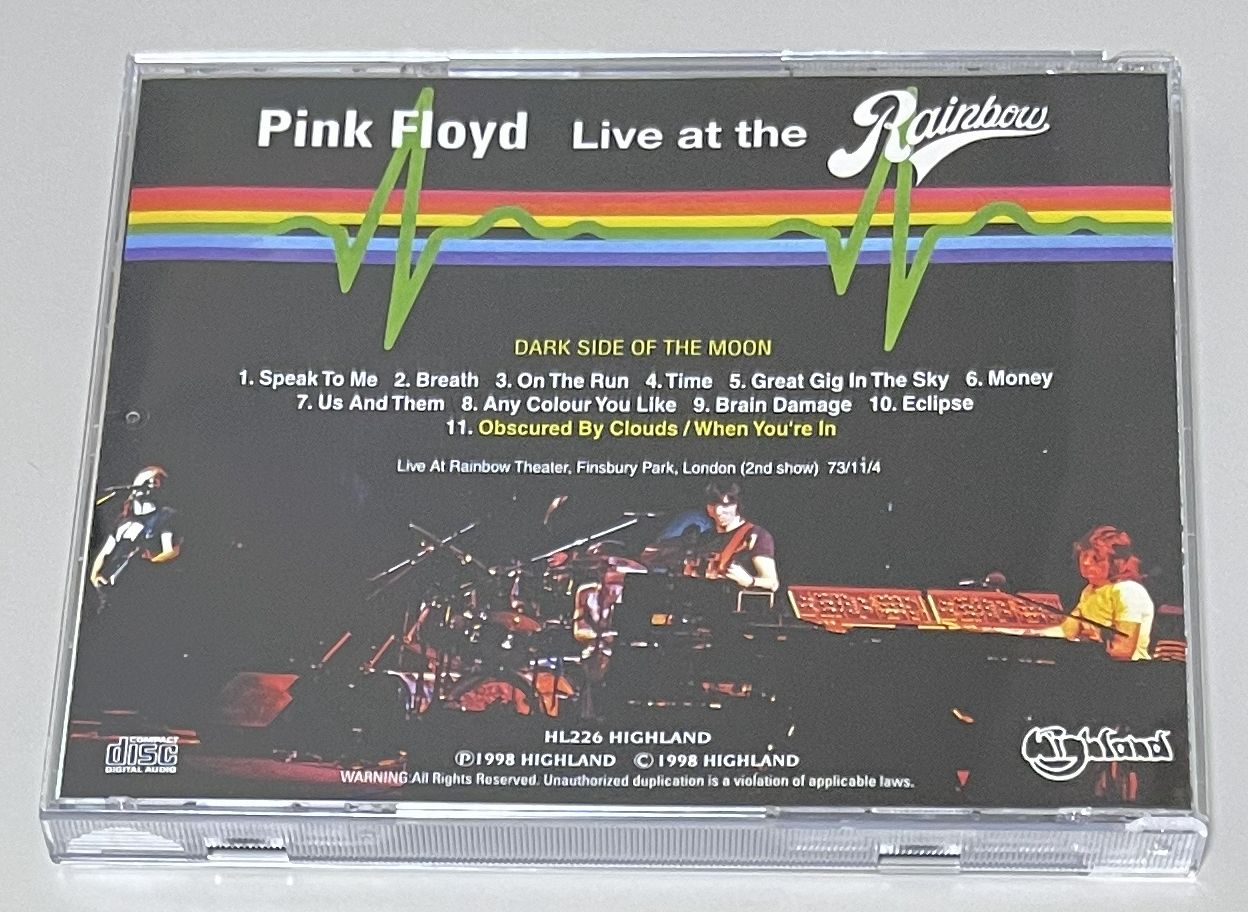 Pink Floyd Live at the Rainbow
DARK SIDE OF THE MOON
1. Speak To Me 2. Breath 3. On The Run 4. Time 5. Great Gig In The Sky 6. Money
7. Us And Them 8. Any Colour You Like 9. Brain Damage 10. Eclipse
11. Obscured By Clouds / When You're In
Live At Rainbow Theater, Finsbury Park, London (2nd show) 73/11/4
HL226 HIGHLAND
℗1998 HIGHLAND ©1998 HIGHLAND
WARNING:All Rights Reserved. Unauthorized duplication is a violation of applicable laws.
COMPACT
disc
DIGITAL AUDIO
Highland